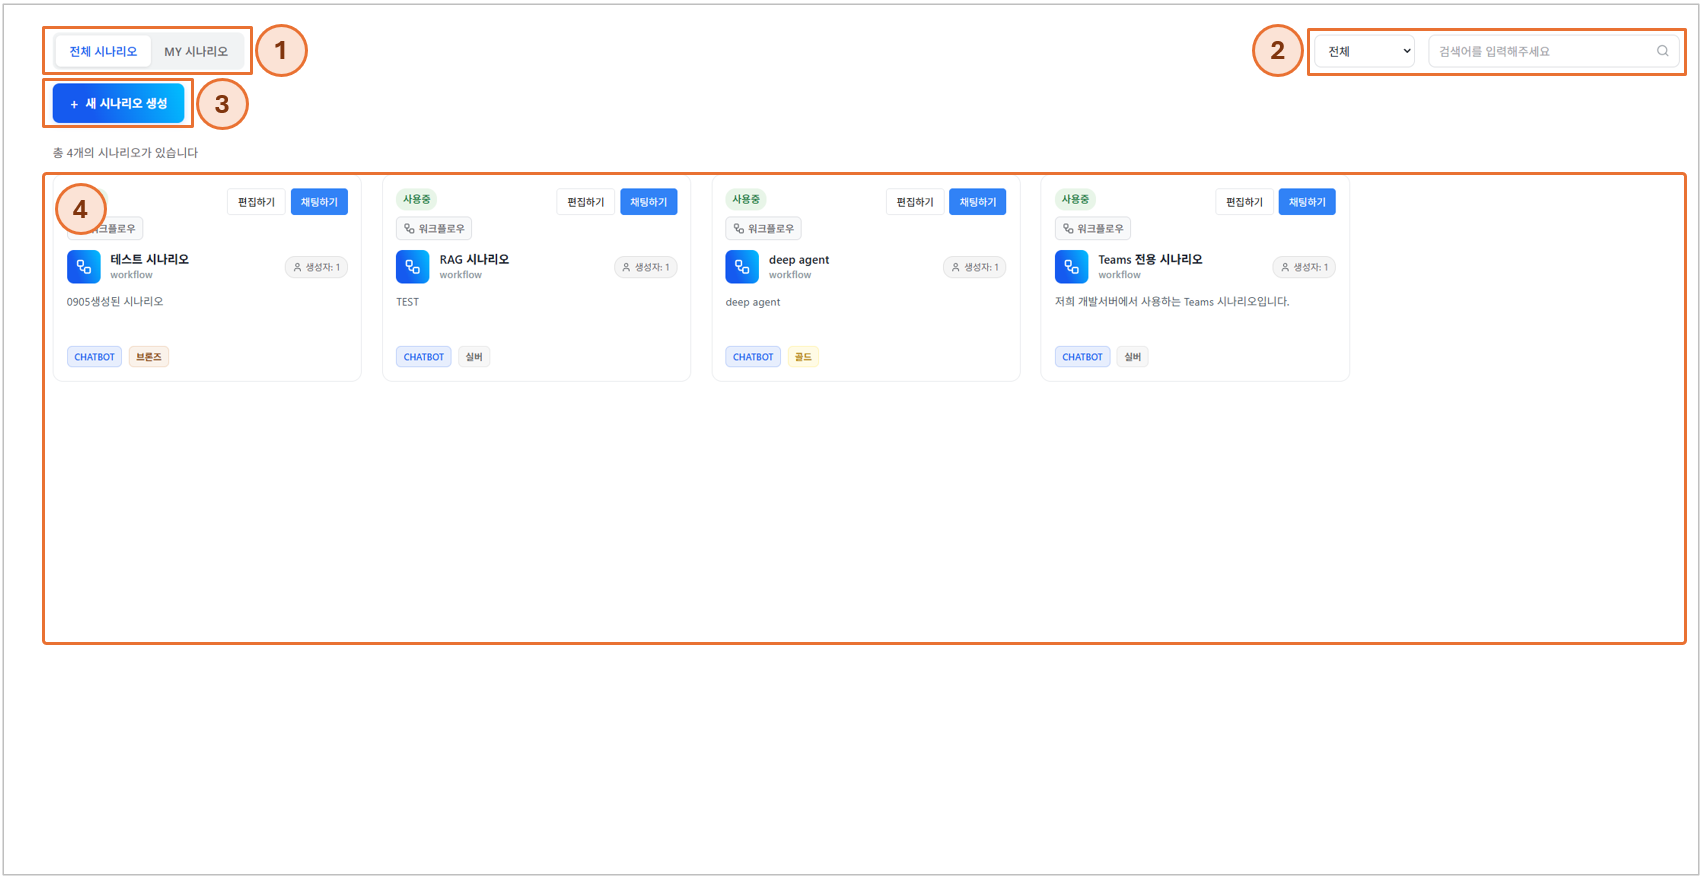 전체 시나리오 MY 시나리오 1
2 전체 검색어를 입력해주세요
+ 새 시나리오 생성 3
총 4개의 시나리오가 있습니다
4 편집하기 채팅하기
크플로우
테스트 시나리오
workflow
생성자: 1
0905생성된 시나리오
CHATBOT 브론즈
사용중 편집하기 채팅하기
워크플로우
RAG 시나리오
workflow
생성자: 1
TEST
CHATBOT 실버
사용중 편집하기 채팅하기
워크플로우
deep agent
workflow
생성자: 1
deep agent
CHATBOT 골드
사용중 편집하기 채팅하기
워크플로우
Teams 전용 시나리오
workflow
생성자: 1
저희 개발서버에서 사용하는 Teams 시나리오입니다.
CHATBOT 실버